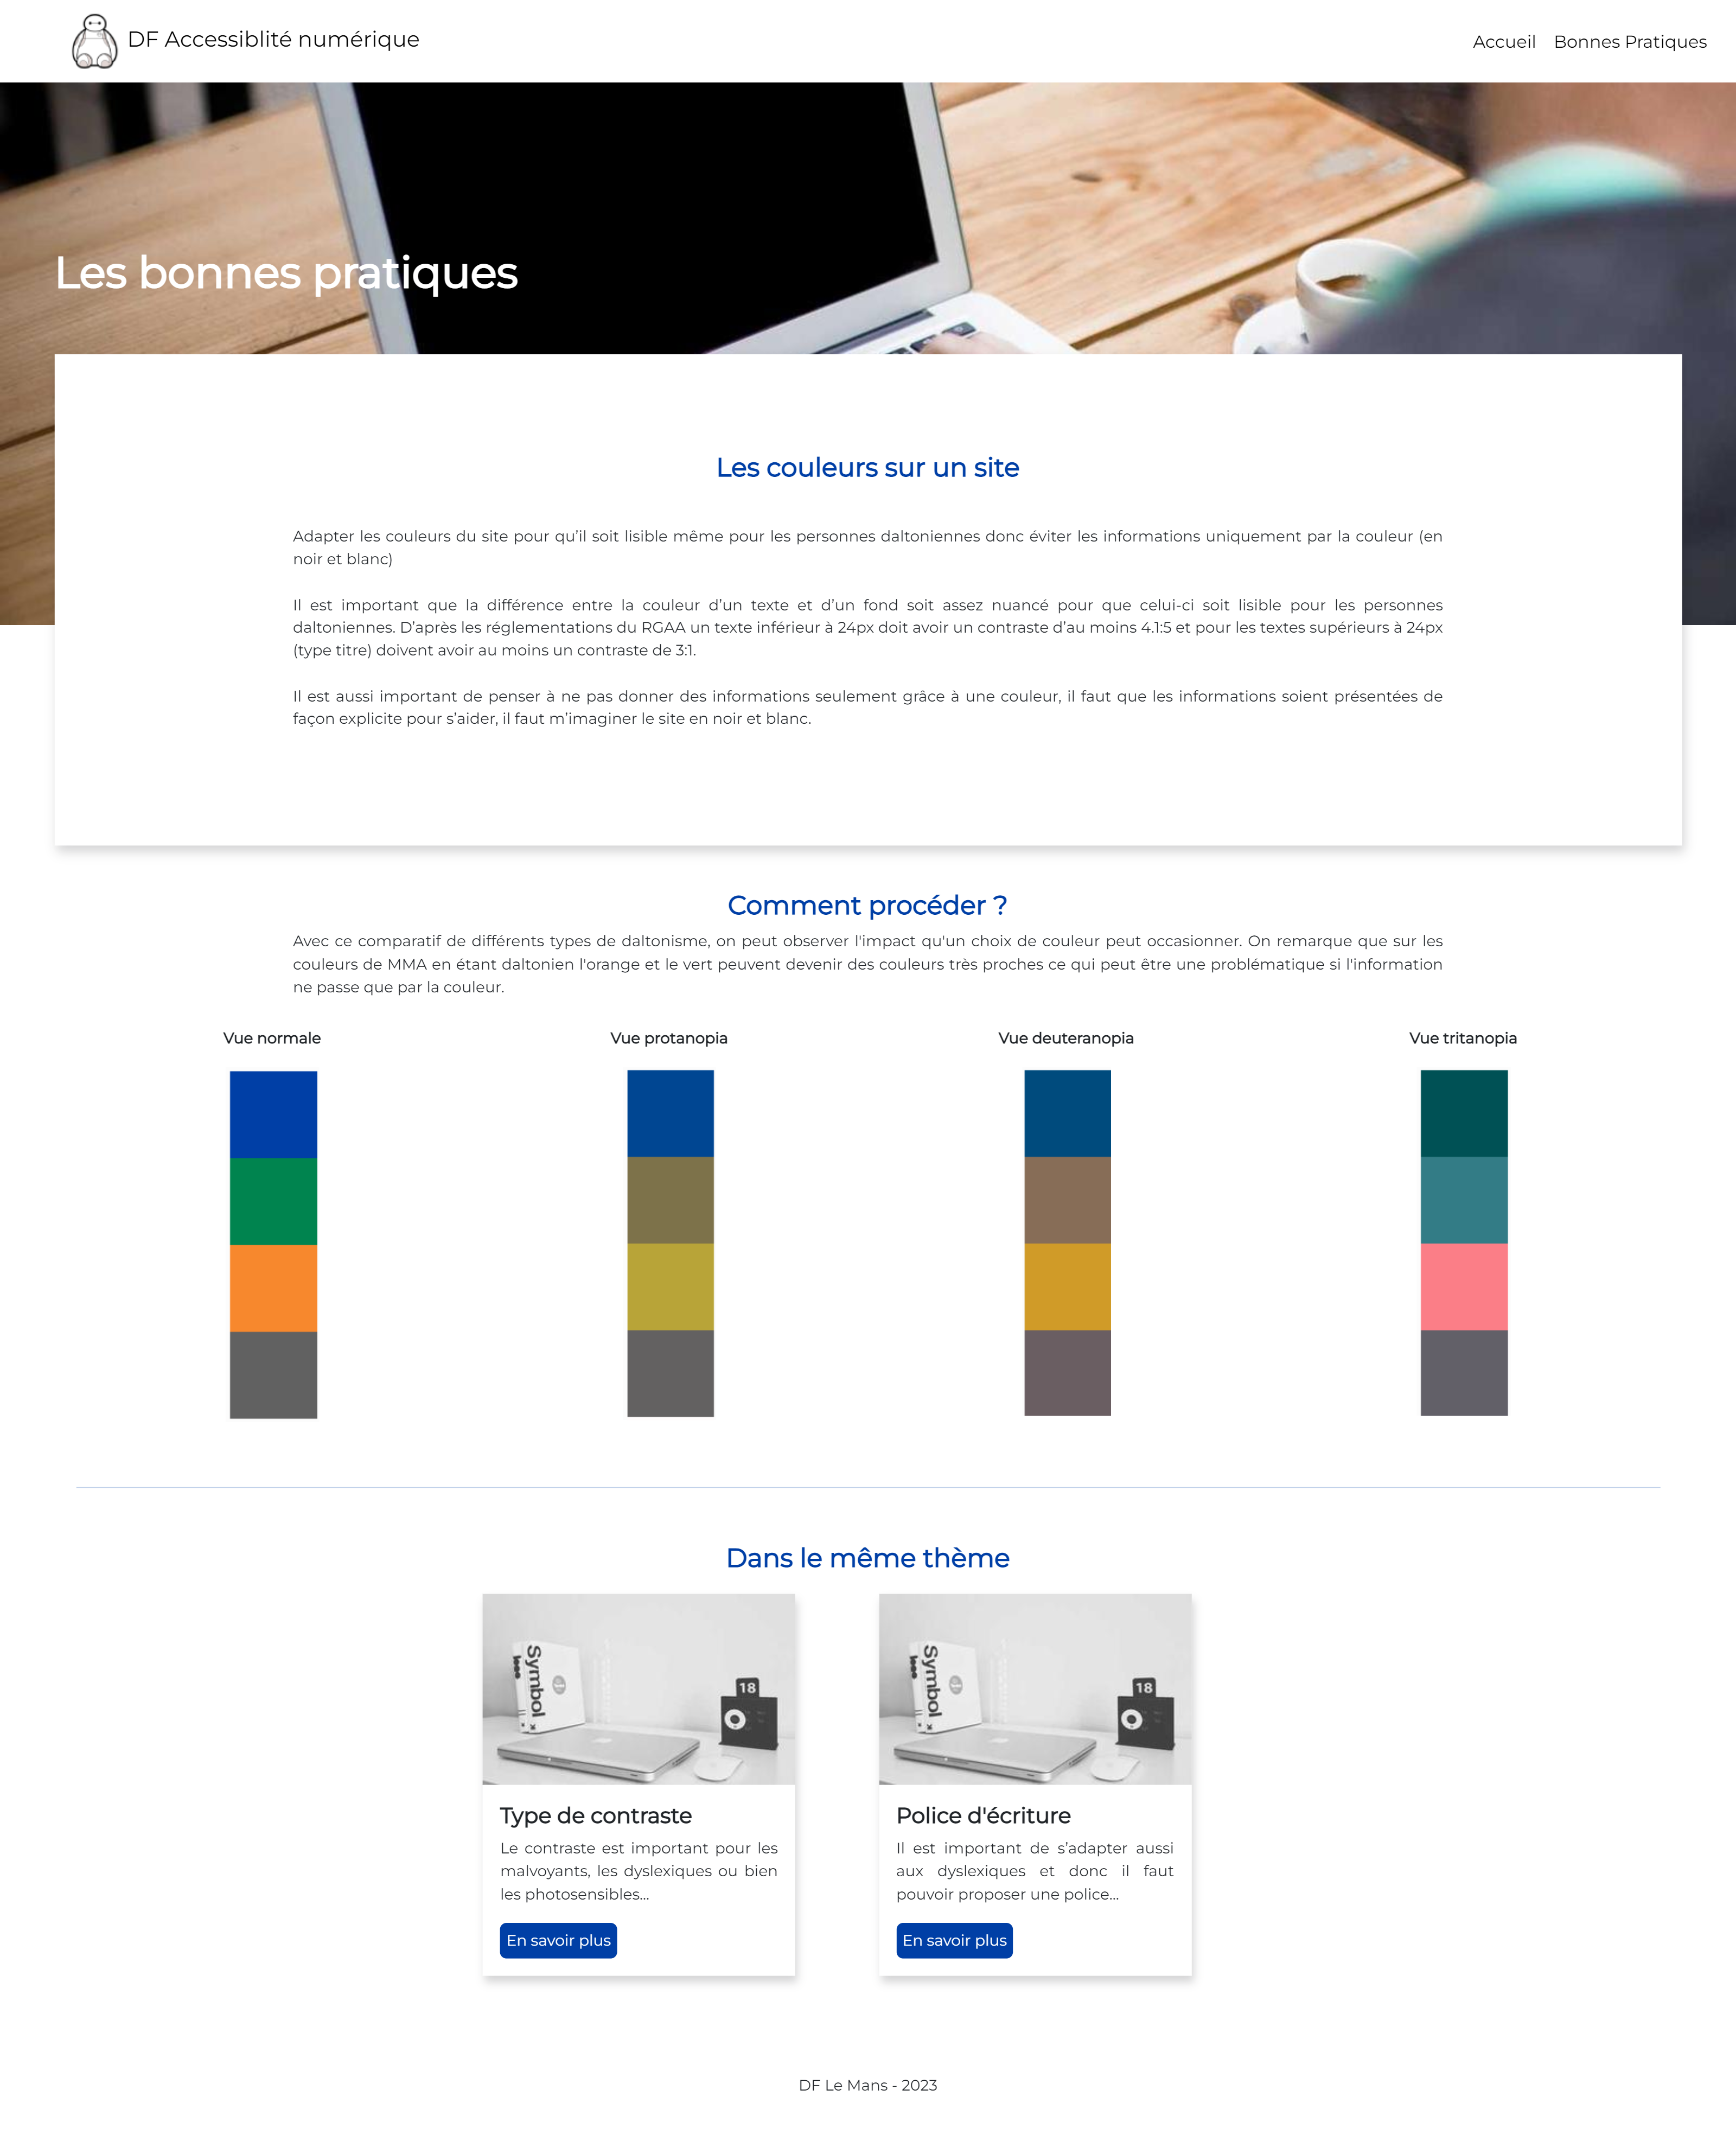 DF Accessiblité numérique
Accueil Bonnes Pratiques
Les bonnes pratiques
Les couleurs sur un site
Adapter les couleurs du site pour qu’il soit lisible même pour les personnes daltoniennes donc éviter les informations uniquement par la couleur (en
noir et blanc)
Il est important que la différence entre la couleur d’un texte et d’un fond soit assez nuancé pour que celui-ci soit lisible pour les personnes
daltoniennes. D’après les réglementations du RGAA un texte inférieur à 24px doit avoir un contraste d’au moins 4.1:5 et pour les textes supérieurs à 24px
(type titre) doivent avoir au moins un contraste de 3:1.
Il est aussi important de penser à ne pas donner des informations seulement grâce à une couleur, il faut que les informations soient présentées de
façon explicite pour s’aider, il faut m’imaginer le site en noir et blanc.
Comment procéder ?
Avec ce comparatif de différents types de daltonisme, on peut observer l'impact qu'un choix de couleur peut occasionner. On remarque que sur les
couleurs de MMA en étant daltonien l'orange et le vert peuvent devenir des couleurs très proches ce qui peut être une problématique si l'information
ne passe que par la couleur.
Vue normale
Vue protanopia
Vue deuteranopia
Vue tritanopia
Dans le même thème
Symbol
18
Type de contraste
Le contraste est important pour les
malvoyants, les dyslexiques ou bien
les photosensibles...
En savoir plus
Symbol
18
Police d'écriture
Il est important de s’adapter aussi
aux dyslexiques et donc il faut
pouvoir proposer une police...
En savoir plus
DF Le Mans - 2023